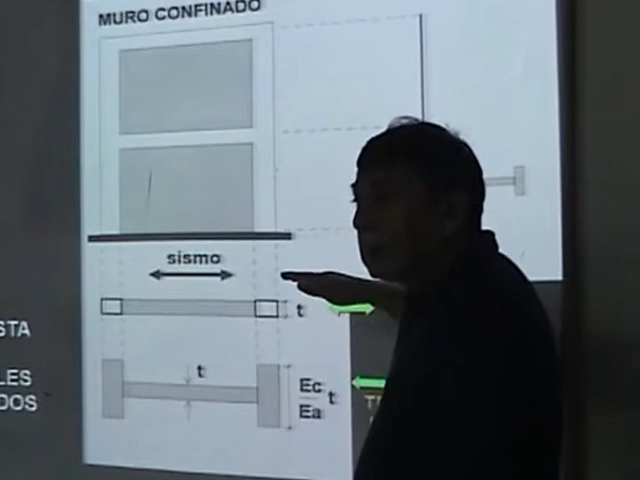 MURO CONFINADO
sismo
t
STA
t
LES
Ec
Ea
t
DOS